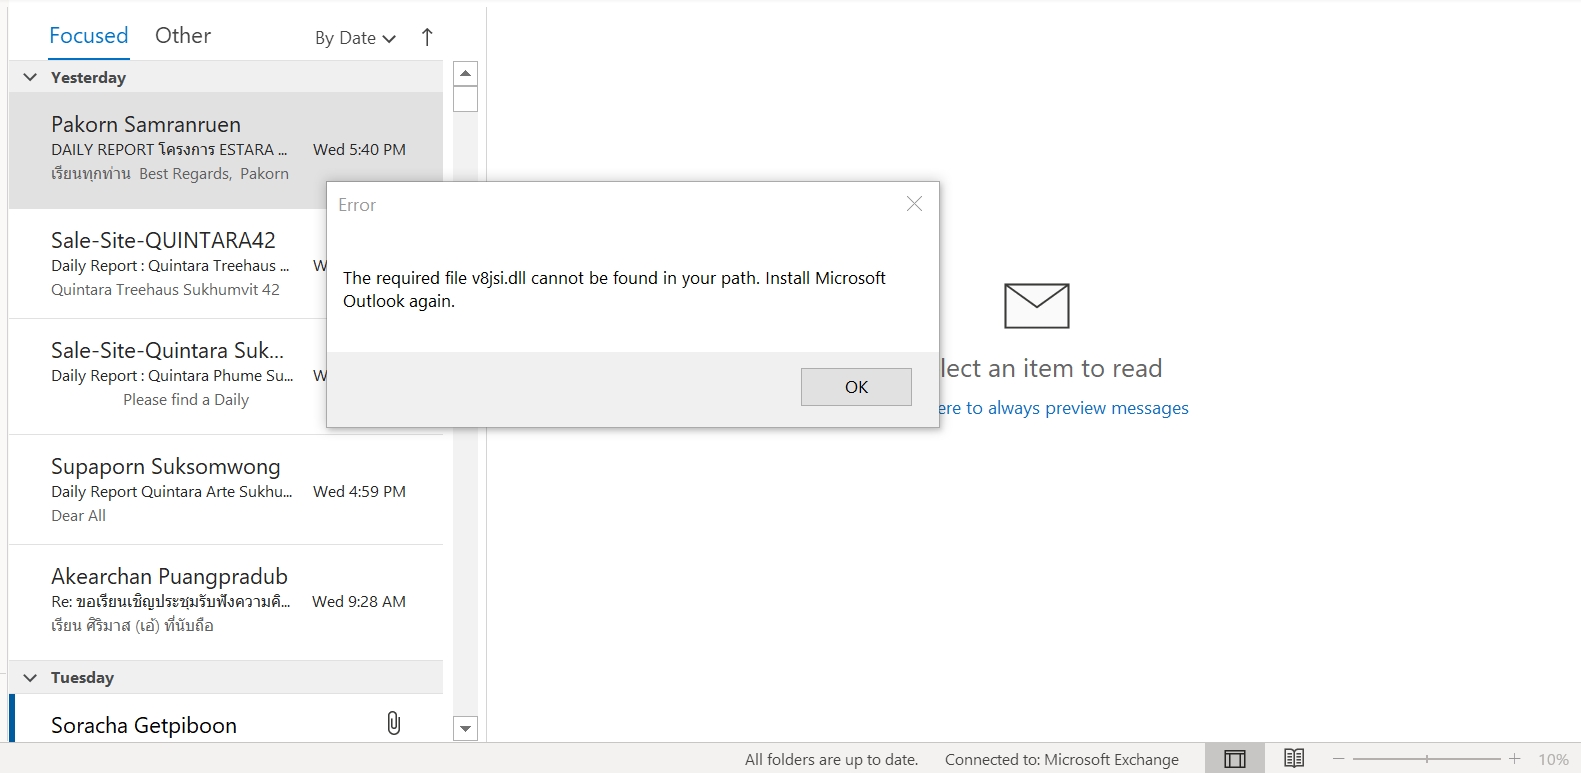 Focused Other By Date
Yesterday
Pakorn Samranruen
DAILY REPORT โครงการ ESTARA ... Wed 5:40 PM
เรียนทุกท่าน Best Regards, Pakorn
Sale-Site-QUINTARA42
Daily Report : Quintara Treehaus ... W
Quintara Treehaus Sukhumvit 42
Sale-Site-Quintara Suk...
Daily Report : Quintara Phume Su... W
Please find a Daily
Supaporn Suksomwong
Daily Report Quintara Arte Sukhu... Wed 4:59 PM
Dear All
Akearchan Puangpradub
Re: ขอเรียนเชิญประชุมรับฟังความคิ... Wed 9:28 AM
เรียน ศิริมาส (เอ้) ที่นับถือ
Tuesday
Soracha Getpiboon
Error
The required file v8jsi.dll cannot be found in your path. Install Microsoft
Outlook again.
OK
lect an item to read
ere to always preview messages
All folders are up to date. Connected to: Microsoft Exchange 10%